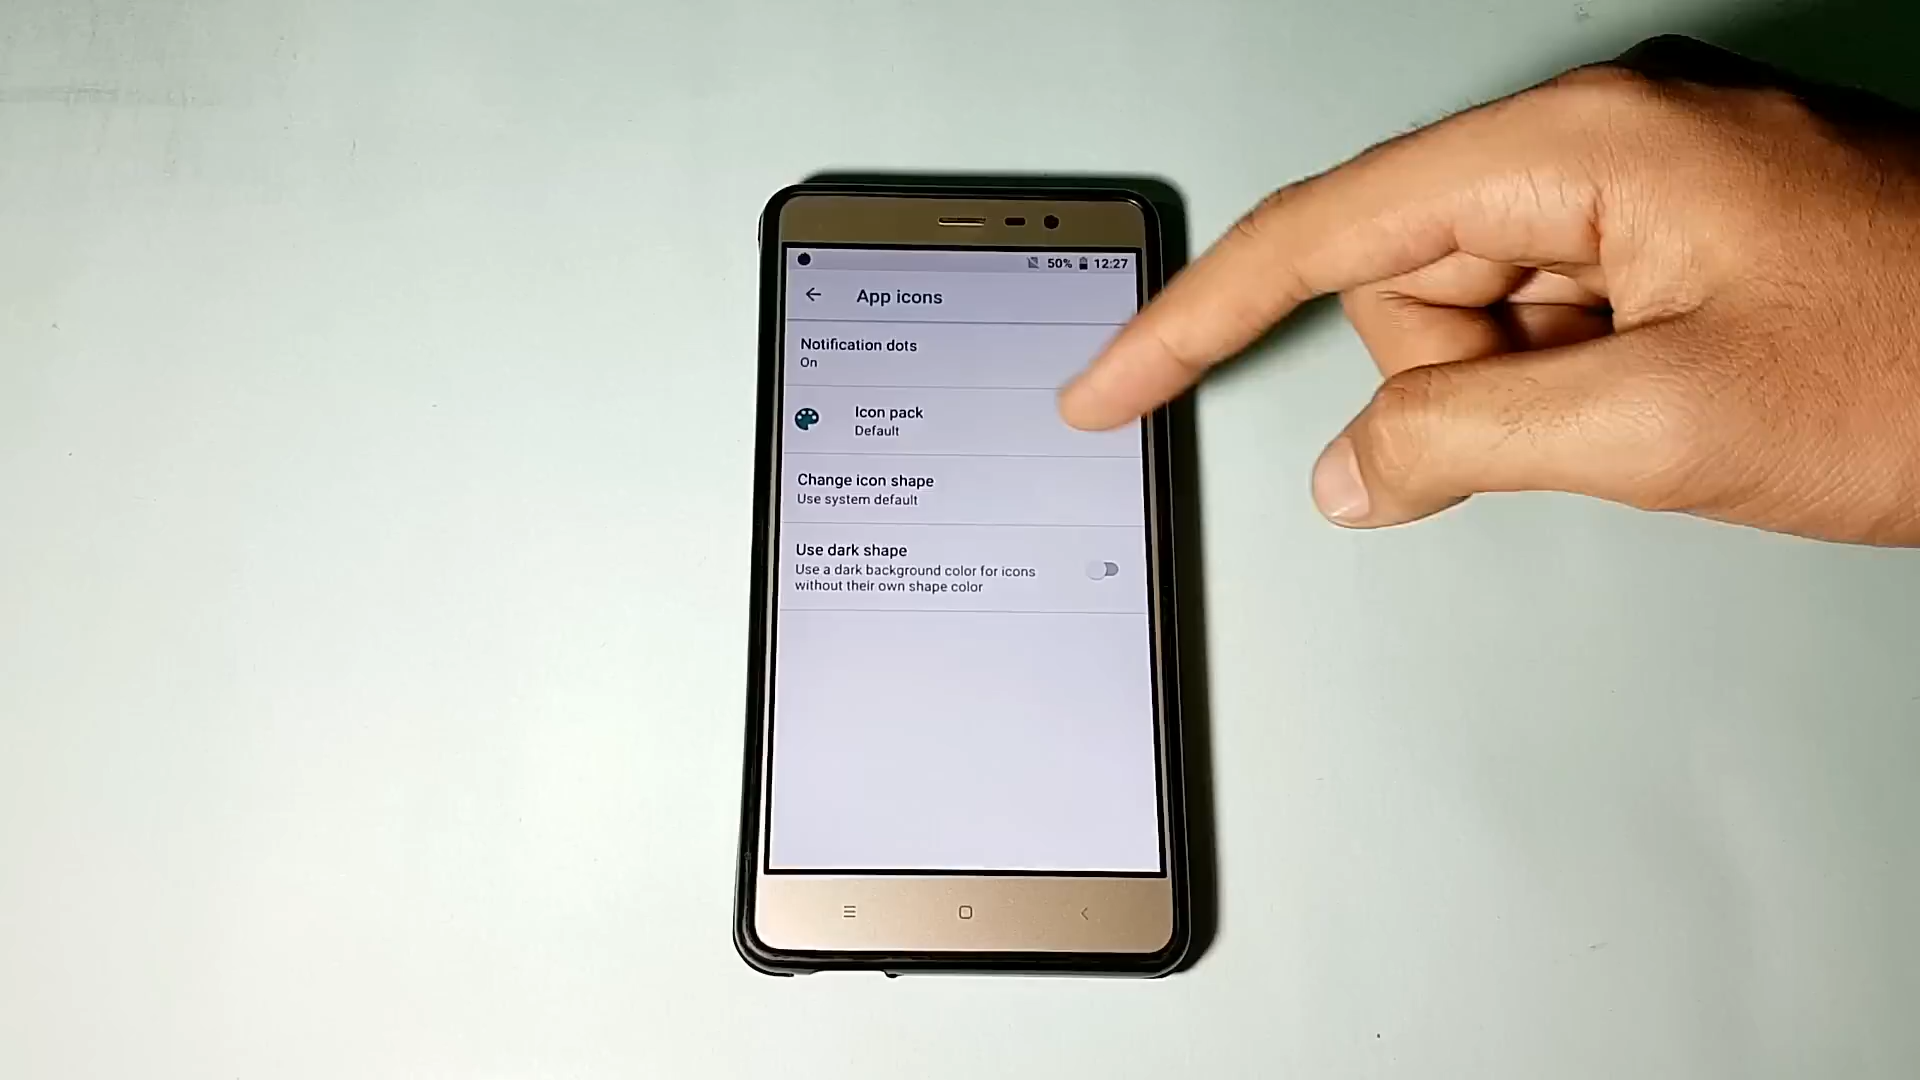 50% 12:27
App icons
Notification dots
On
Icon pack
Default
Change icon shape
Use system default
Use dark shape
Use a dark background color for icons
without their own shape color